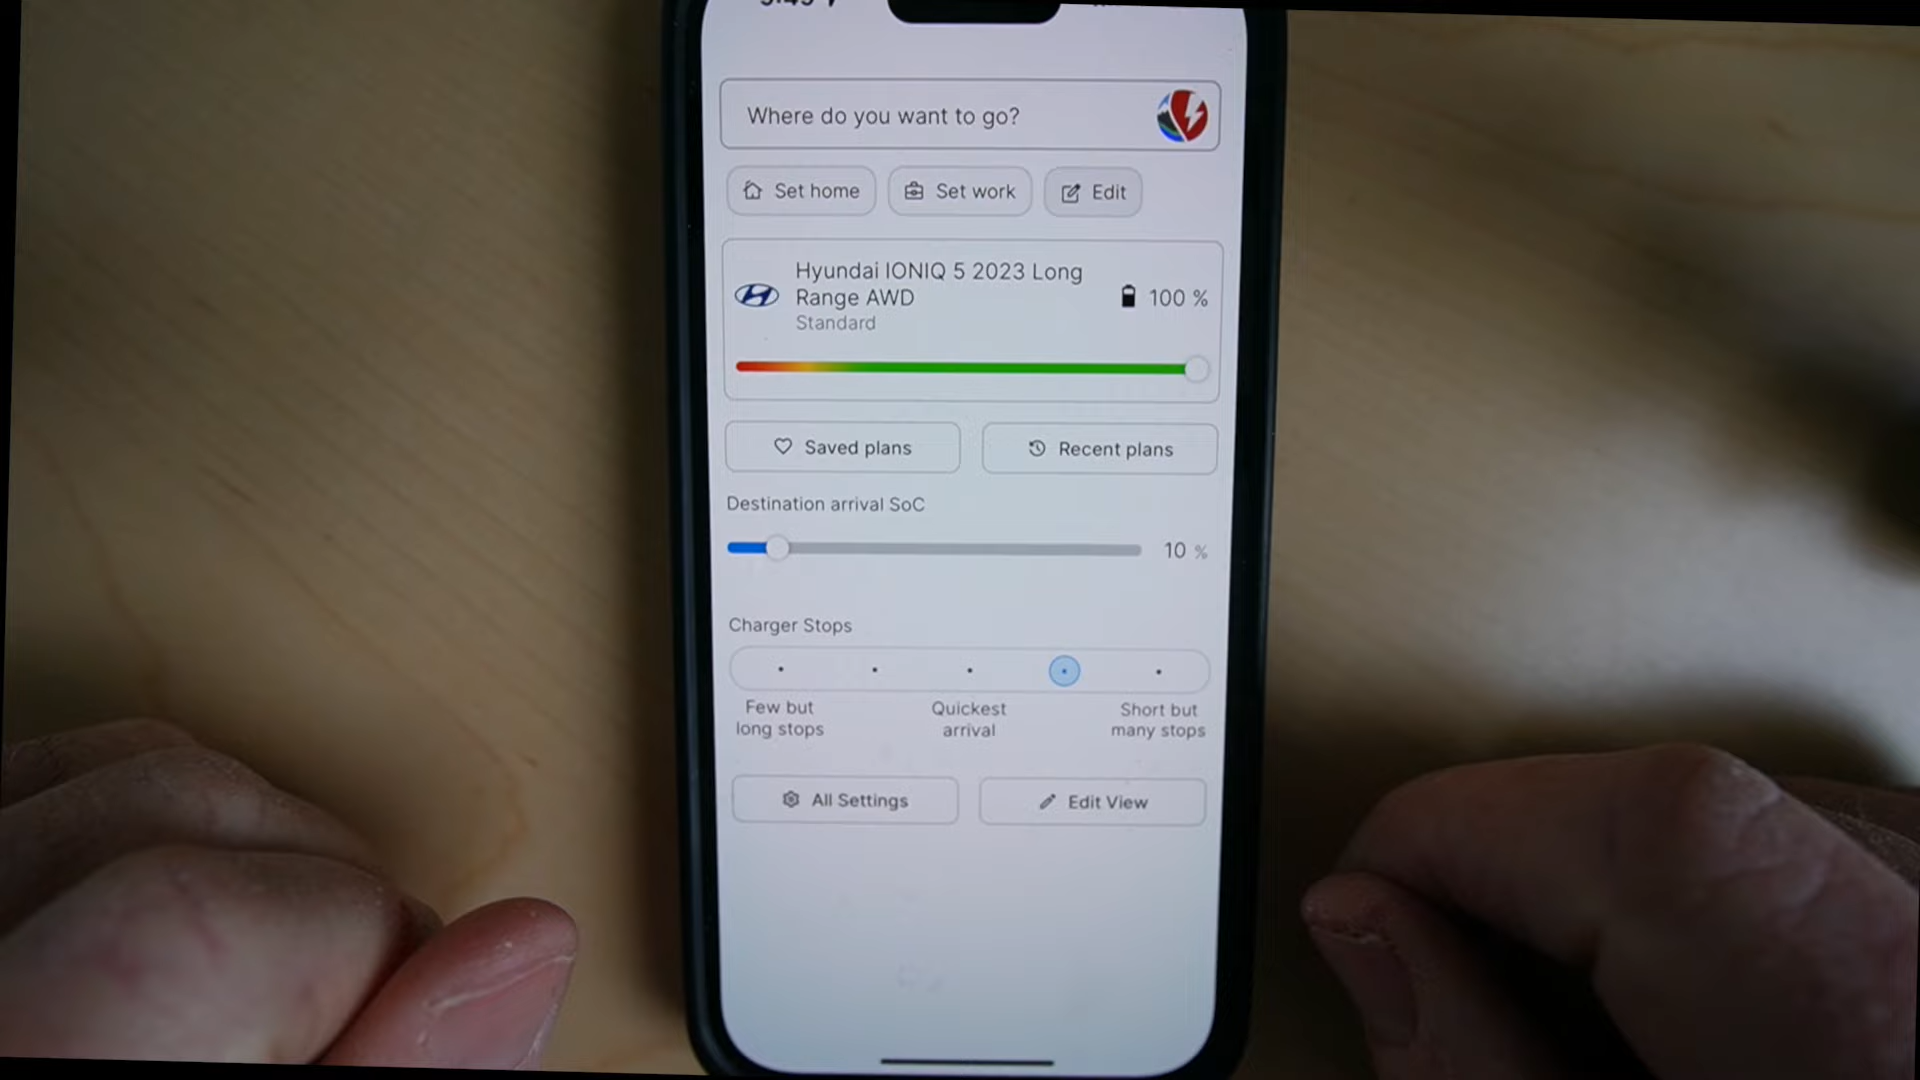 Where do you want to go?
Set home Set work Edit
Hyundai IONIQ 5 2023 Long
Range AWD
100 %
Standard
Saved plans Recent plans
Destination arrival SoC
10 %
Charger Stops
Few but
long stops
Quickest
arrival
Short but
many stops
All Settings Edit View